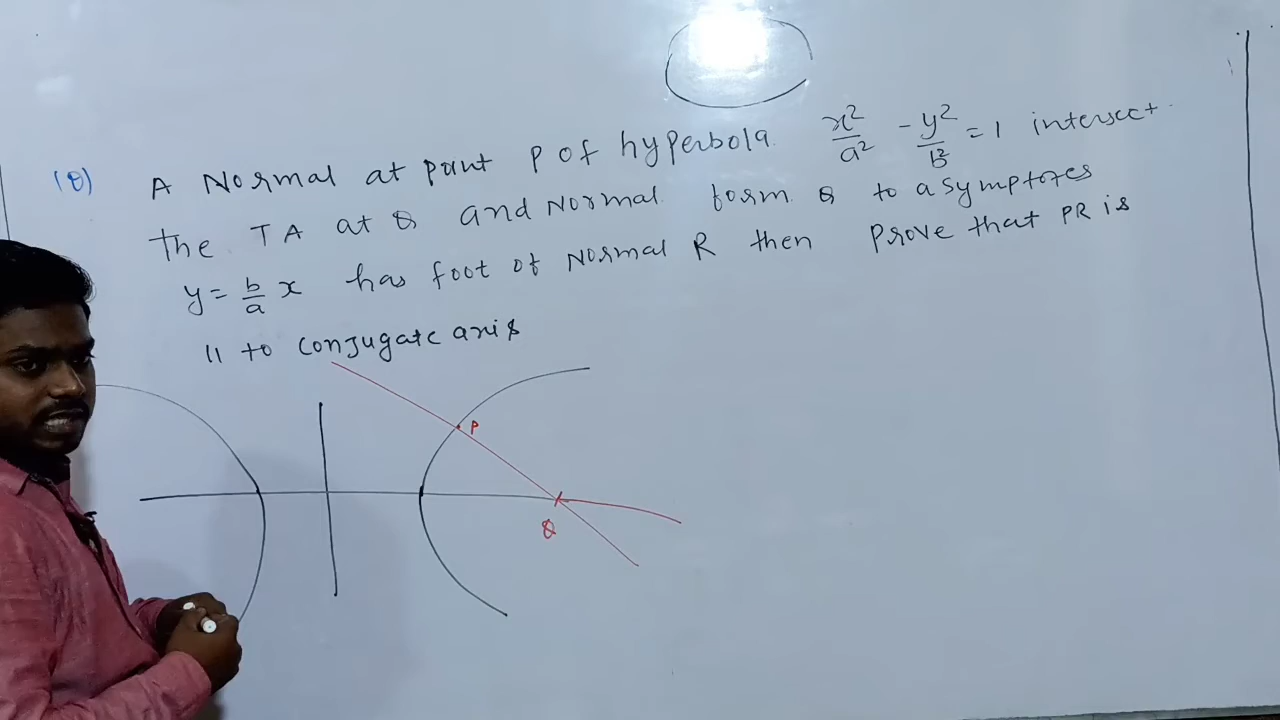 (8) A Normal at point P of hyperbola x²/a² - y²/b² = 1 intersect
the TA at Q and Normal form Q to asymptotes
y = b/a x has foot of Normal R then Prove that PR is
|| to conjugate axis
P
Q